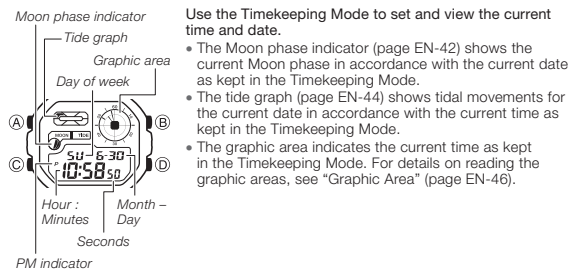 Moon phase indicator
Tide graph
Graphic area
Day of week
A
B
MOON TIDE
SU - 6-30
P 10:58 50
C
D
Hour :
Minutes
Month –
Day
Seconds
PM indicator
Use the Timekeeping Mode to set and view the current
time and date.
• The Moon phase indicator (page EN-42) shows the
current Moon phase in accordance with the current date
as kept in the Timekeeping Mode.
• The tide graph (page EN-44) shows tidal movements for
the current date in accordance with the current time as
kept in the Timekeeping Mode.
• The graphic area indicates the current time as kept
in the Timekeeping Mode. For details on reading the
graphic areas, see “Graphic Area” (page EN-46).